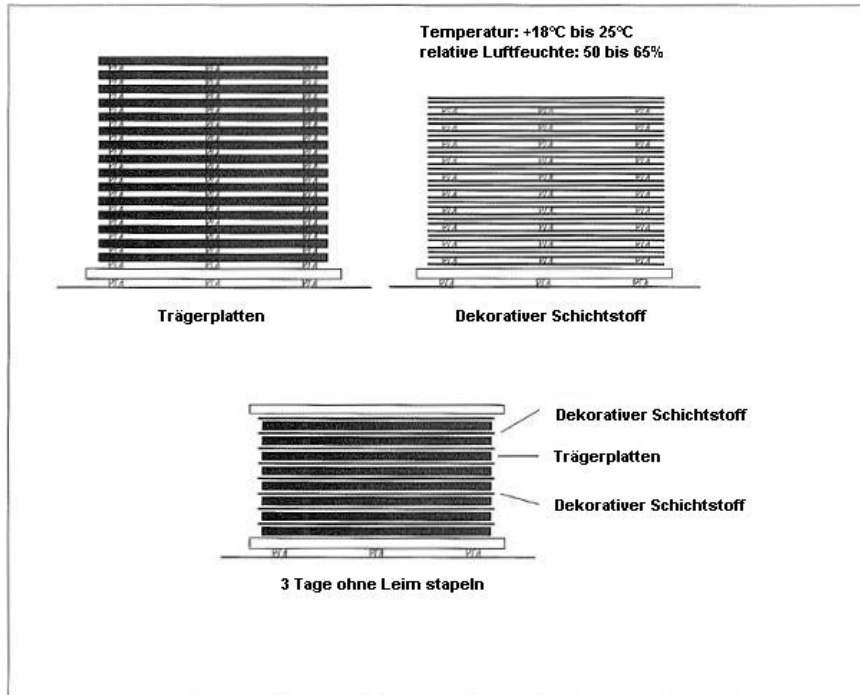 Temperatur: +18°C bis 25°C
relative Luftfeuchte: 50 bis 65%
Trägerplatten
Dekorativer Schichtstoff
Dekorativer Schichtstoff
Trägerplatten
Dekorativer Schichtstoff
3 Tage ohne Leim stapeln